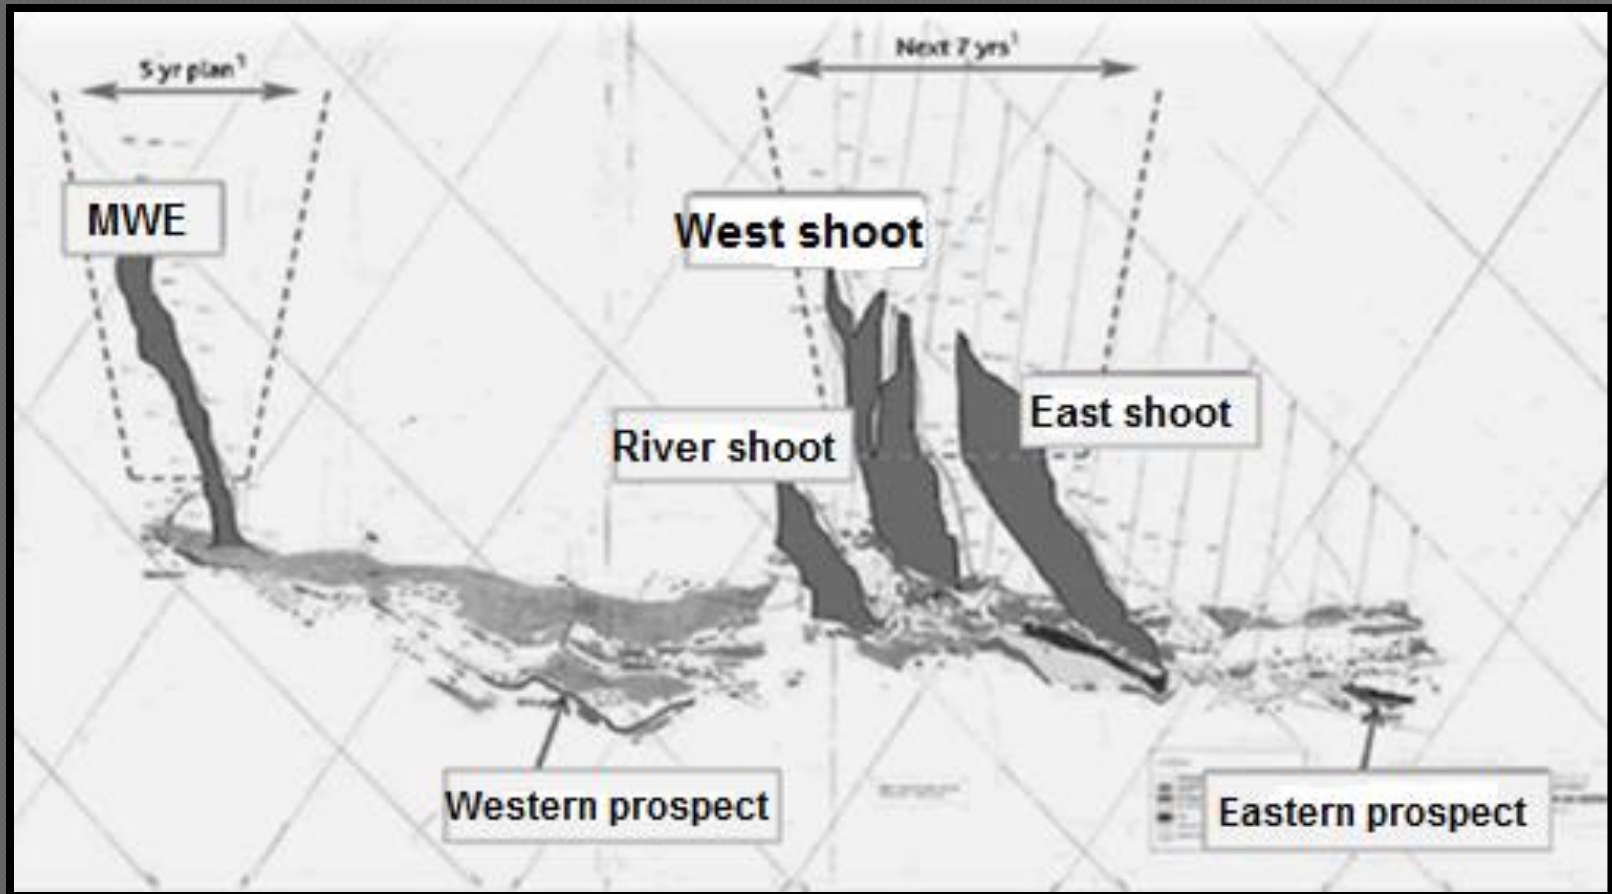 5 yr plan¹
Next 7 yrs¹
MWE
West shoot
East shoot
River shoot
Western prospect
Eastern prospect